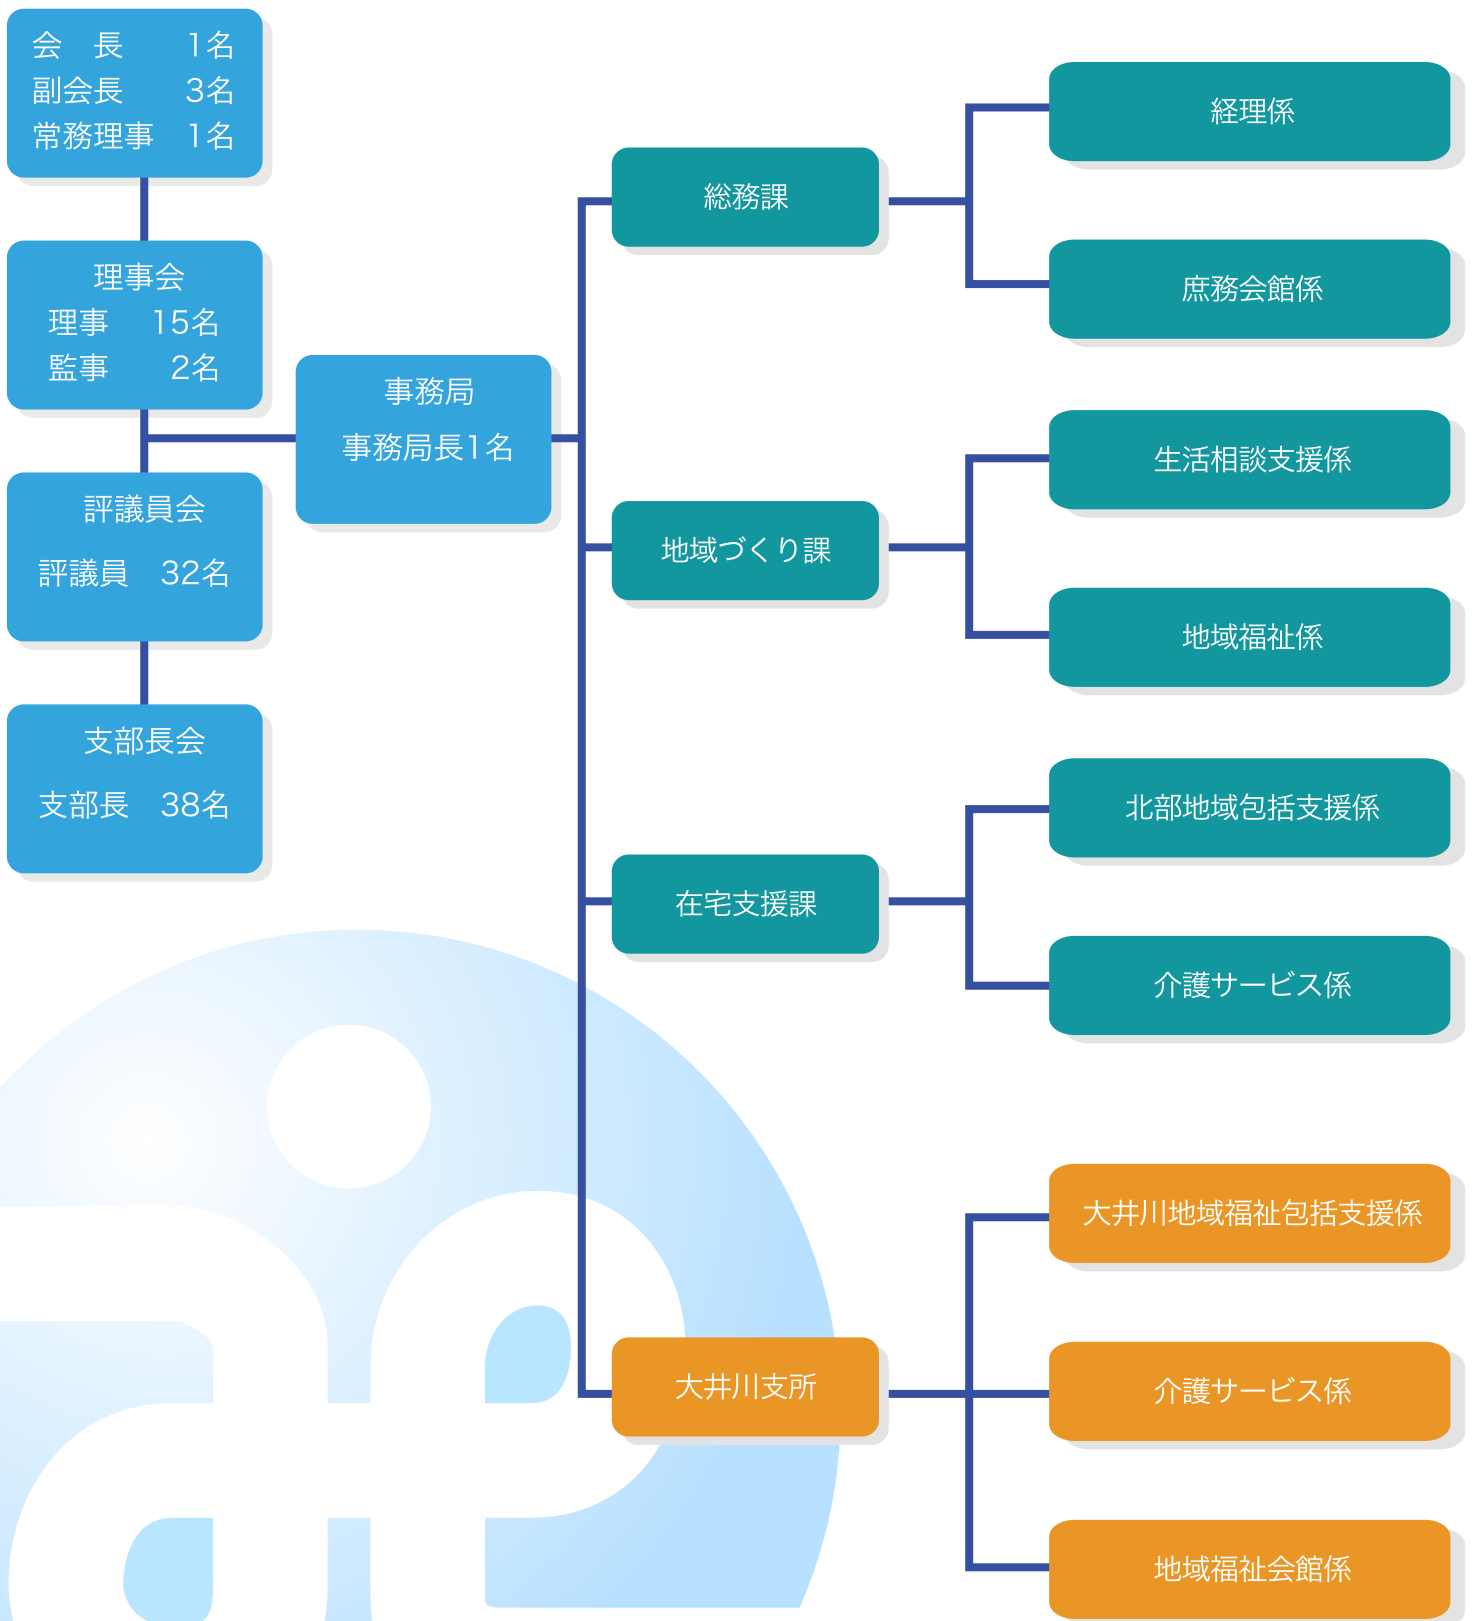 会　長　　1名
副会長　　3名
常務理事　1名
理事会
理事　15名
監事　　2名
評議員会
評議員　32名
支部長会
支部長　38名
事務局
事務局長1名
総務課
経理係
庶務会館係
地域づくり課
生活相談支援係
地域福祉係
在宅支援課
北部地域包括支援係
介護サービス係
大井川支所
大井川地域福祉包括支援係
介護サービス係
地域福祉会館係